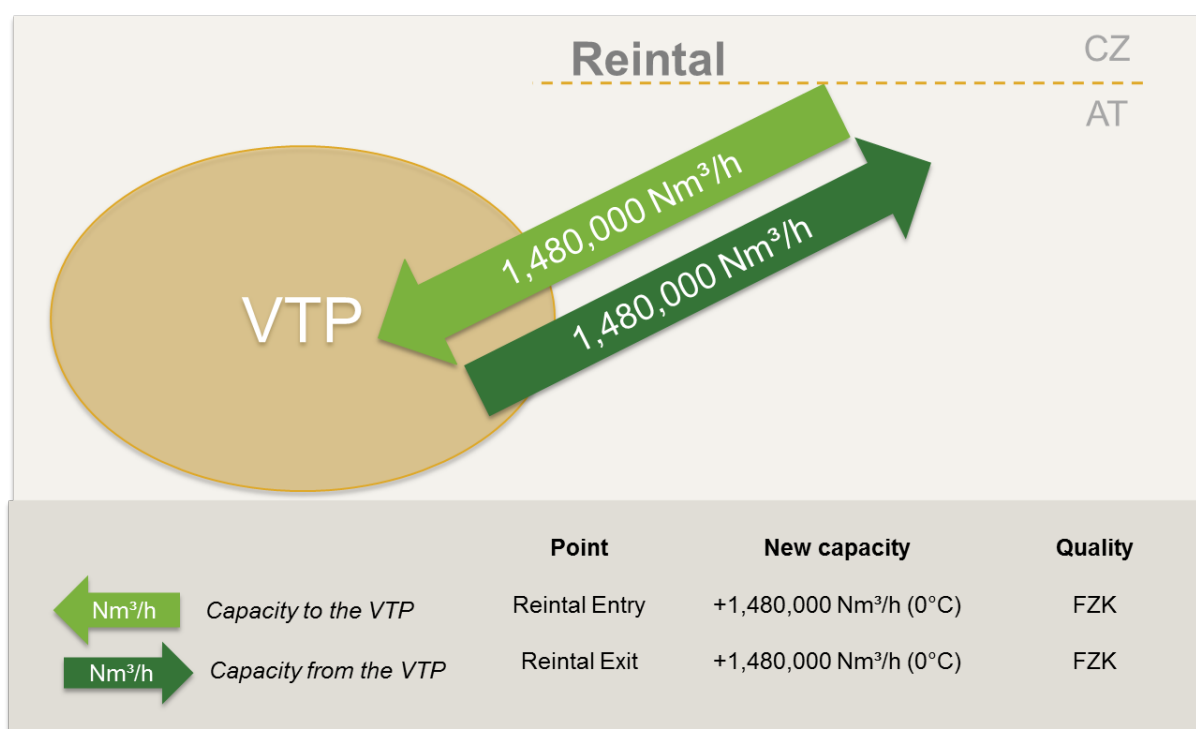 Reintal
CZ
AT
1,480,000 Nm³/h
1,480,000 Nm³/h
VTP
Point New capacity Quality
Nm³/h Capacity to the VTP Reintal Entry +1,480,000 Nm³/h (0°C) FZK
Nm³/h Capacity from the VTP Reintal Exit +1,480,000 Nm³/h (0°C) FZK